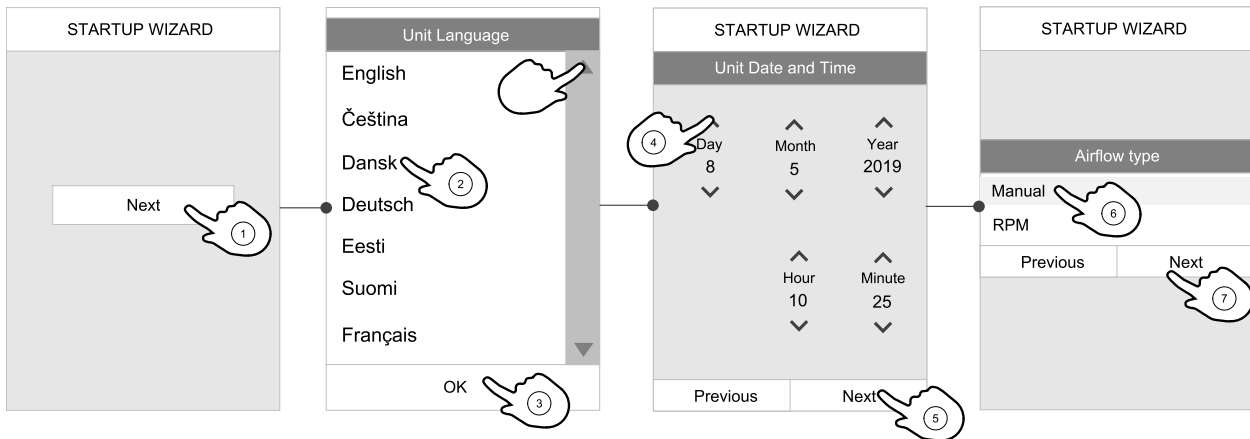 STARTUP WIZARD
Next
1
Unit Language
English
Čeština
Dansk
2
Deutsch
Eesti
Suomi
Français
OK
3
STARTUP WIZARD
Unit Date and Time
4
Day Month Year
8 5 2019
Hour Minute
10 25
Previous Next
5
STARTUP WIZARD
Airflow type
Manual
6
RPM
Previous Next
7